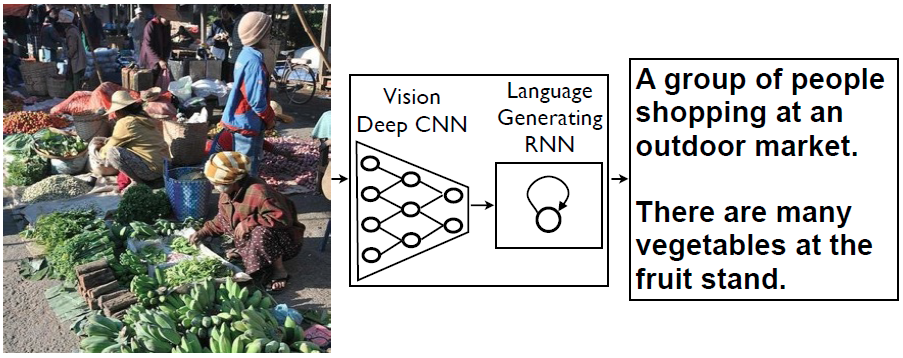 Vision
Deep CNN
Language
Generating
RNN
A group of people
shopping at an
outdoor market.
There are many
vegetables at the
fruit stand.